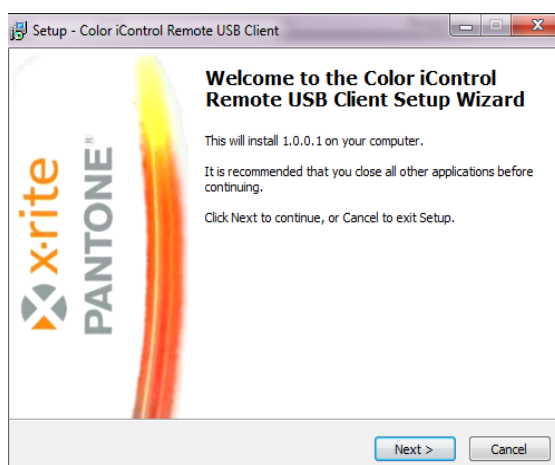 Setup - Color iControl Remote USB Client
Welcome to the Color iControl
Remote USB Client Setup Wizard
This will install 1.0.0.1 on your computer.
It is recommended that you close all other applications before
continuing.
Click Next to continue, or Cancel to exit Setup.
x·rite
PANTONE®
Next >
Cancel